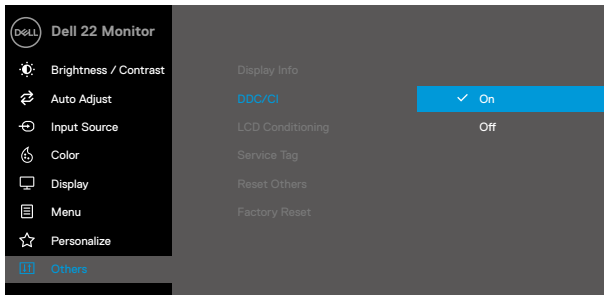 DELL Dell 22 Monitor
Brightness / Contrast
Auto Adjust
Input Source
Color
Display
Menu
Personalize
Others
Display Info
DDC/CI
LCD Conditioning
Service Tag
Reset Others
Factory Reset
On
Off